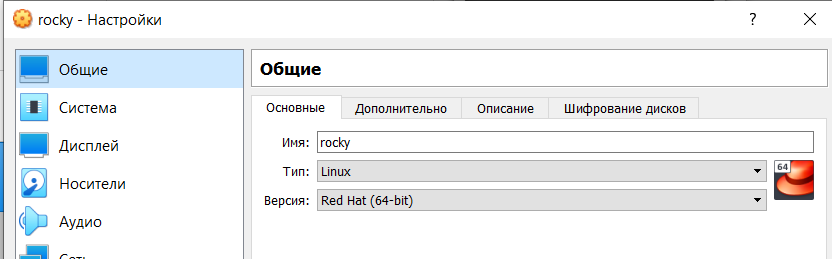 rocky - Настройки
? ×
Общие
Система
Дисплей
Носители
Аудио
Сеть
Общие
Основные Дополнительно Описание Шифрование дисков
Имя: rocky
Тип: Linux
64
Версия: Red Hat (64-bit)